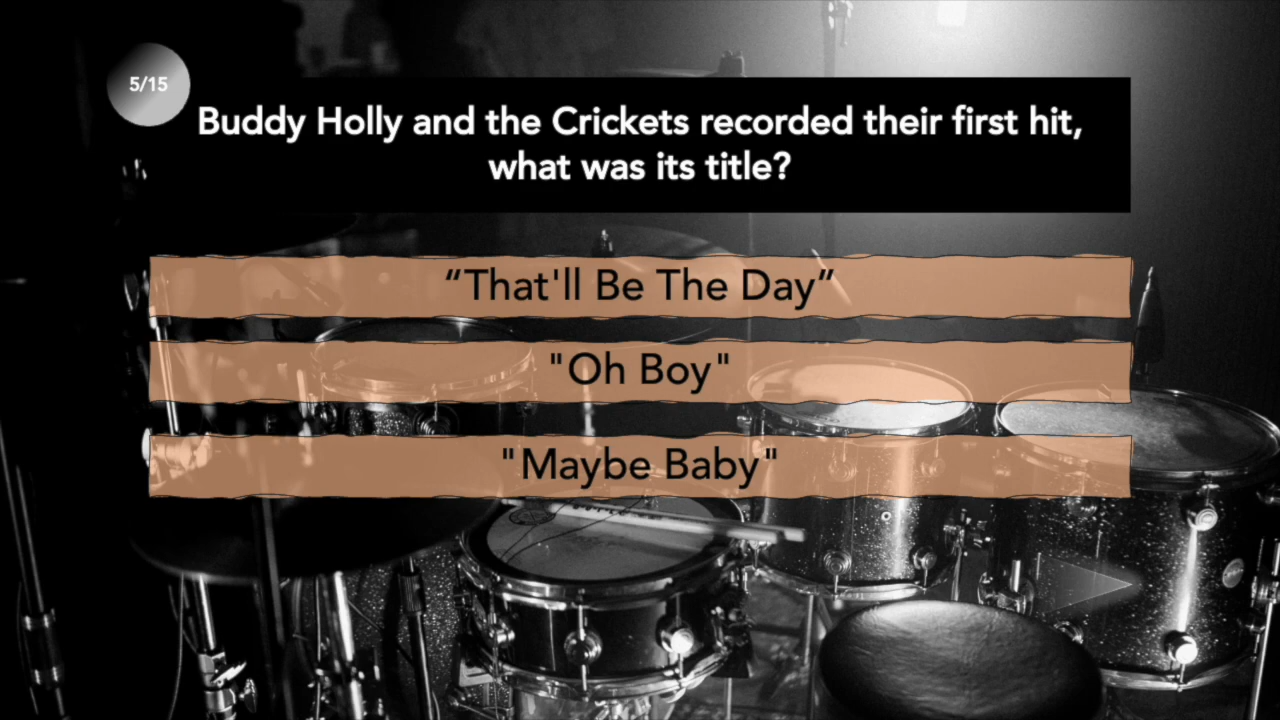 5/15
Buddy Holly and the Crickets recorded their first hit,
what was its title?
“That'll Be The Day”
"Oh Boy"
"Maybe Baby"